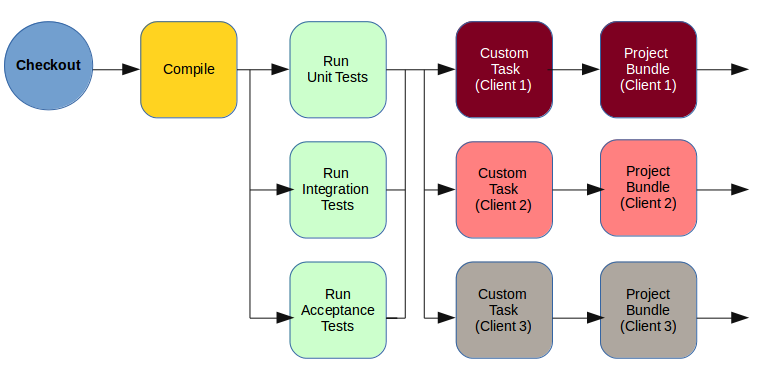 Checkout
Compile
Run
Unit Tests
Custom
Task
(Client 1)
Project
Bundle
(Client 1)
Run
Integration
Tests
Custom
Task
(Client 2)
Project
Bundle
(Client 2)
Run
Acceptance
Tests
Custom
Task
(Client 3)
Project
Bundle
(Client 3)